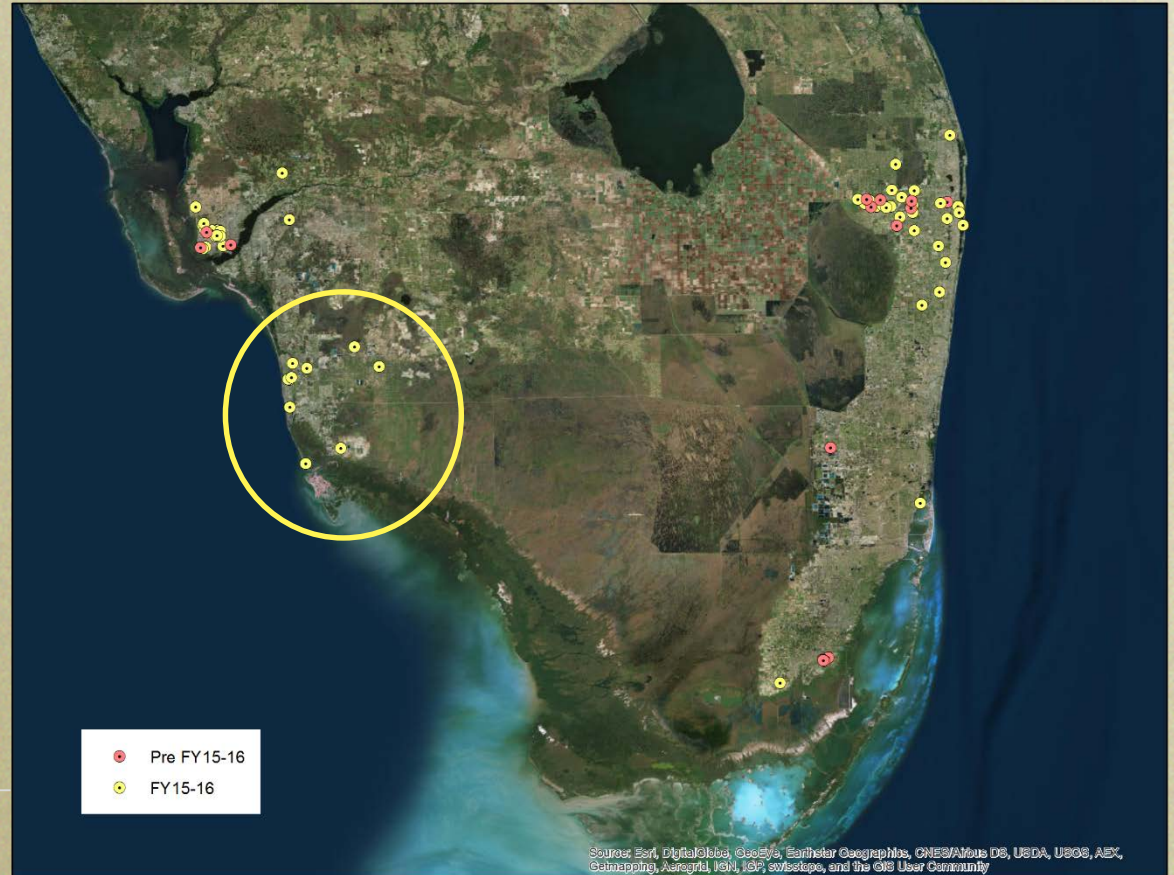 Pre FY15-16
FY15-16
Source: Esri, DigitalGlobe, GeoEye, Earthstar Geographics, CNES/Airbus DS, USDA, USGS, AEX,
Getmapping, Aerogrid, IGN, IGP, swisstopo, and the GIS User Community